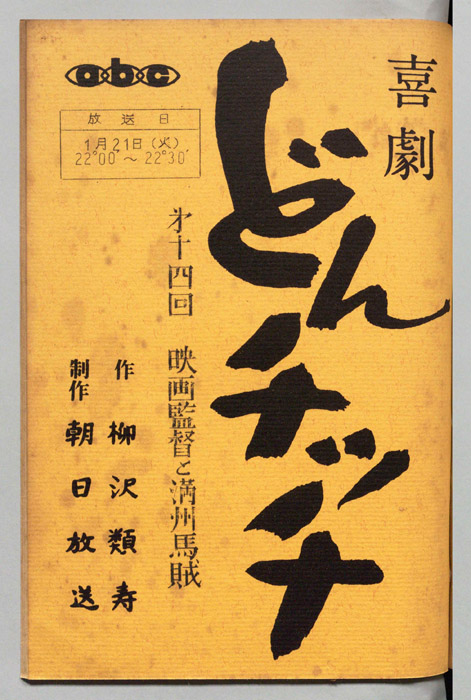 喜劇
どんチッチ
abc
放送日
1月21日(火)
22°00′～22°30′
才十四回 映画監督と満州馬賊
作 柳沢類寿
制作 朝日放送